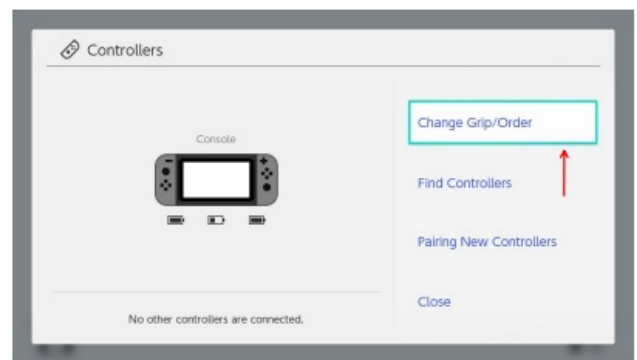 Controllers
Console
Change Grip/Order
Find Controllers
Pairing New Controllers
Close
No other controllers are connected.